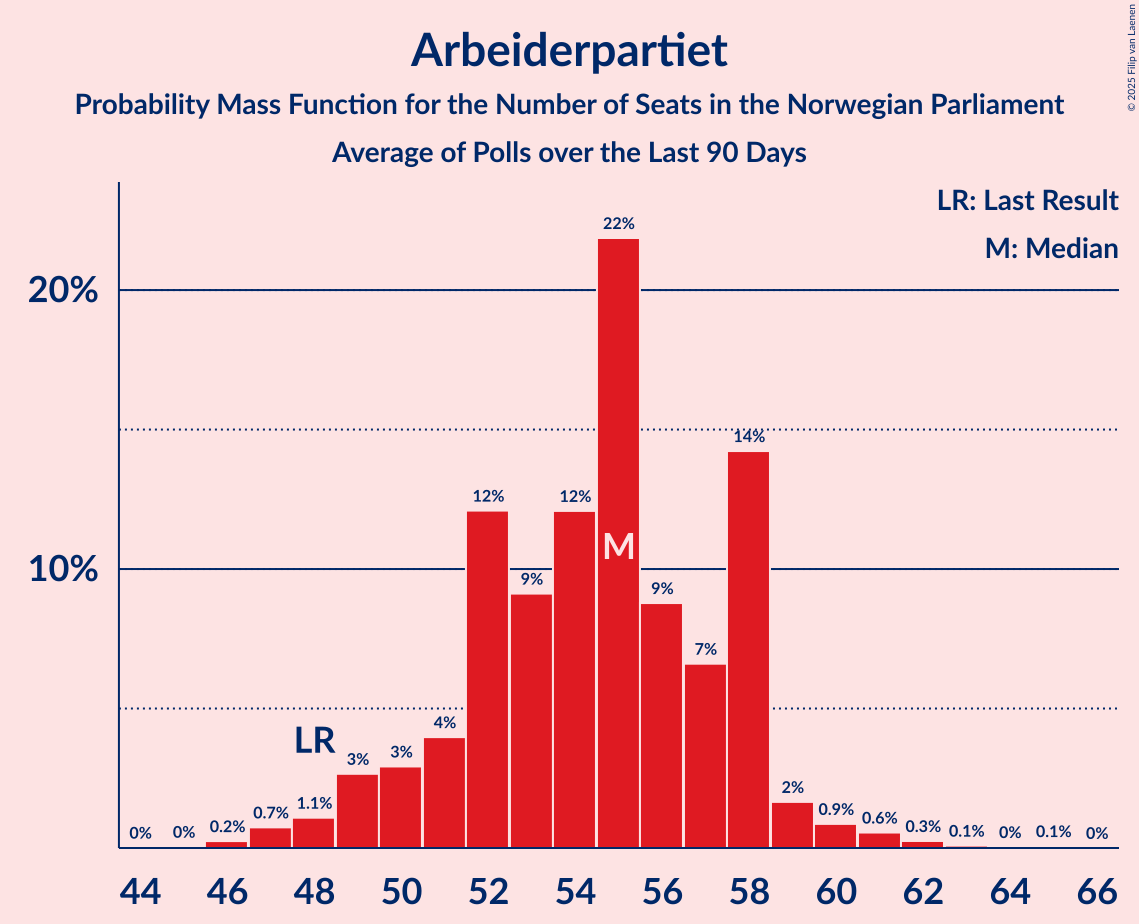 Arbeiderpartiet
Probability Mass Function for the Number of Seats in the Norwegian Parliament
Average of Polls over the Last 90 Days
© 2025 Filip van Laenen
LR: Last Result
M: Median
20%
10%
0% 0% 0.2% 0.7% 1.1% 3% 3% 4% 12% 9% 12% 22% 9% 7% 14% 2% 0.9% 0.6% 0.3% 0.1% 0% 0.1% 0%
LR
M
44 46 48 50 52 54 56 58 60 62 64 66